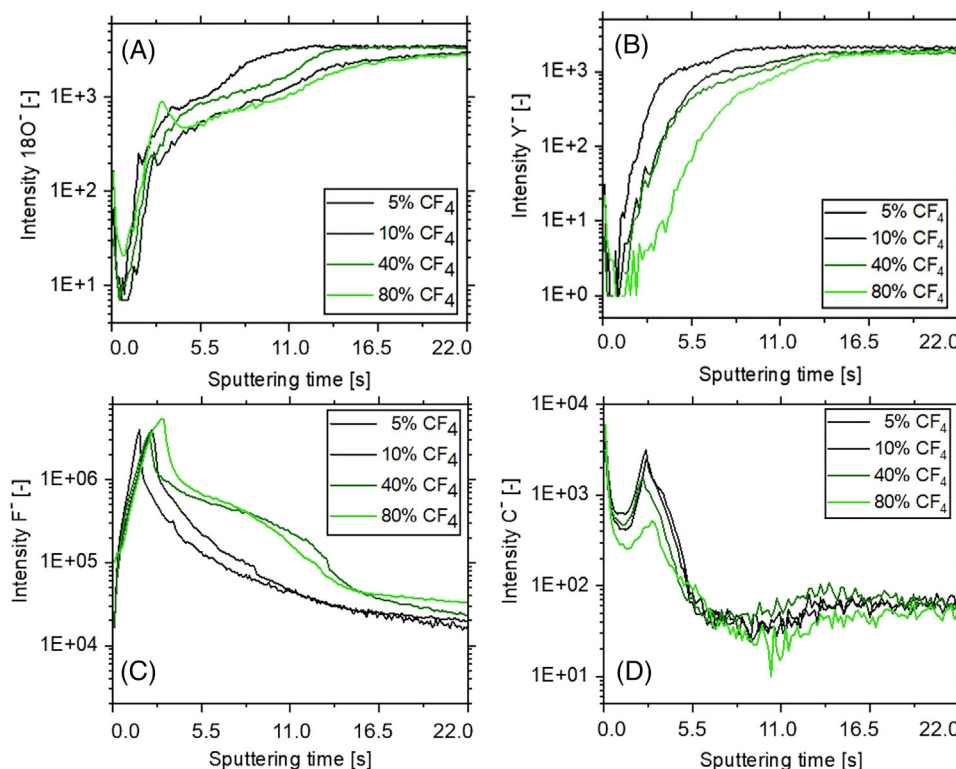 (A)
Intensity 18O⁻ [-]
1E+3
1E+2
1E+1
5% CF₄
10% CF₄
40% CF₄
80% CF₄
0.0 5.5 11.0 16.5 22.0
Sputtering time [s]
(B)
Intensity Y⁻ [-]
1E+3
1E+2
1E+1
1E+0
5% CF₄
10% CF₄
40% CF₄
80% CF₄
0.0 5.5 11.0 16.5 22.0
Sputtering time [s]
(C)
Intensity F⁻ [-]
1E+06
1E+05
1E+04
5% CF₄
10% CF₄
40% CF₄
80% CF₄
0.0 5.5 11.0 16.5 22.0
Sputtering time [s]
(D)
Intensity C⁻ [-]
1E+04
1E+03
1E+02
1E+01
5% CF₄
10% CF₄
40% CF₄
80% CF₄
0.0 5.5 11.0 16.5 22.0
Sputtering time [s]